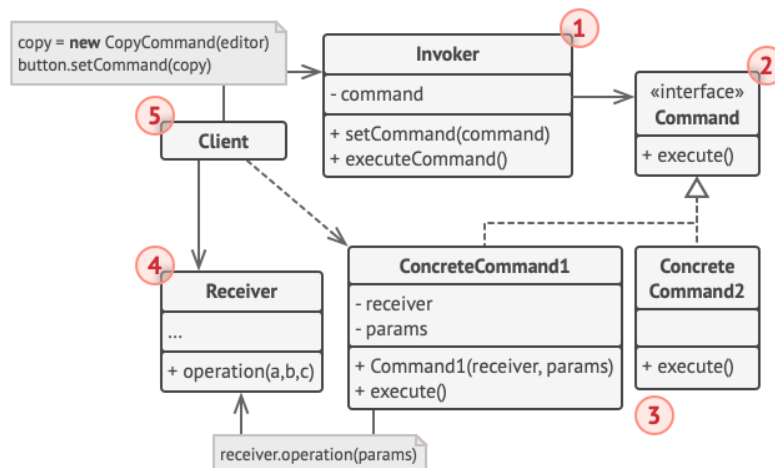 copy = new CopyCommand(editor)
button.setCommand(copy)
1
Invoker
- command
+ setCommand(command)
+ executeCommand()
2
«interface»
Command
+ execute()
5
Client
4
Receiver
...
+ operation(a,b,c)
ConcreteCommand1
- receiver
- params
+ Command1(receiver, params)
+ execute()
Concrete
Command2
+ execute()
3
receiver.operation(params)